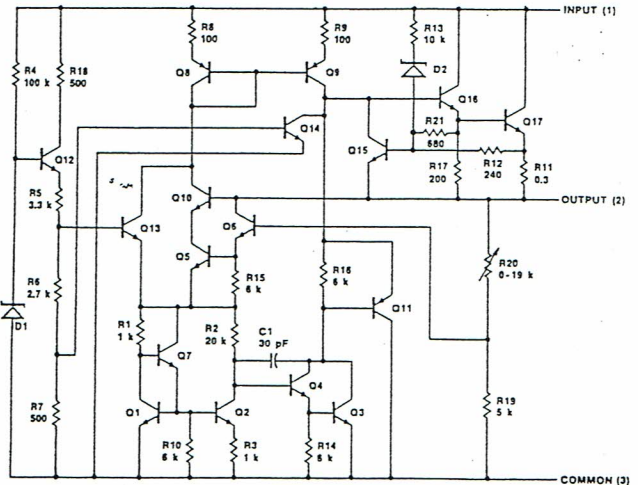 INPUT (1)
R4
100 k
R18
500
R8
100
R9
100
R13
10 k
D2
Q8
Q9
Q16
Q17
Q14
Q15
R21
680
R17
200
R12
240
R11
0.3
Q12
R5
3.3 k
Q10
OUTPUT (2)
Q13
Q6
Q5
R20
0-19 k
R6
2.7 k
D1
R15
6 k
R16
6 k
Q11
R1
1 k
R2
20 k
C1
30 pF
Q7
Q4
Q1
Q2
Q3
R7
500
R10
6 k
R3
1 k
R14
R19
5 k
COMMON (3)